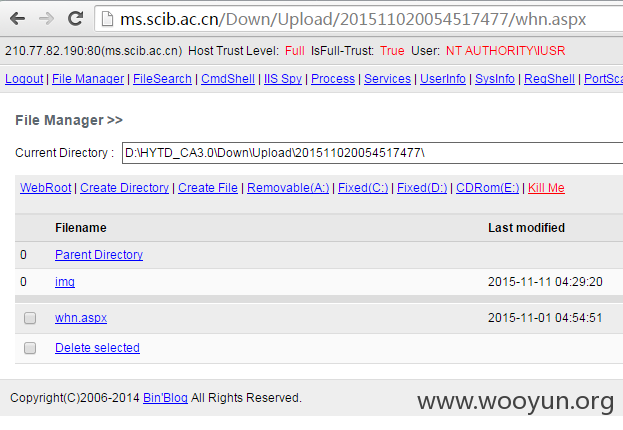 ms.scib.ac.cn/Down/Upload/201511020054517477/whn.aspx
210.77.82.190:80(ms.scib.ac.cn) Host Trust Level: Full IsFull-Trust: True User: NT AUTHORITY\IUSR
Logout | File Manager | FileSearch | CmdShell | IIS Spy | Process | Services | UserInfo | SysInfo | RegShell | PortSca
File Manager >>
Current Directory : D:\HYTD_CA3.0\Down\Upload\201511020054517477\
WebRoot | Create Directory | Create File | Removable(A:) | Fixed(C:) | Fixed(D:) | CDRom(E:) | Kill Me
Filename Last modified
0 Parent Directory
0 img 2015-11-11 04:29:20
whn.aspx 2015-11-01 04:54:51
Delete selected
Copyright(C)2006-2014 Bin'Blog All Rights Reserved.
www.wooyun.org